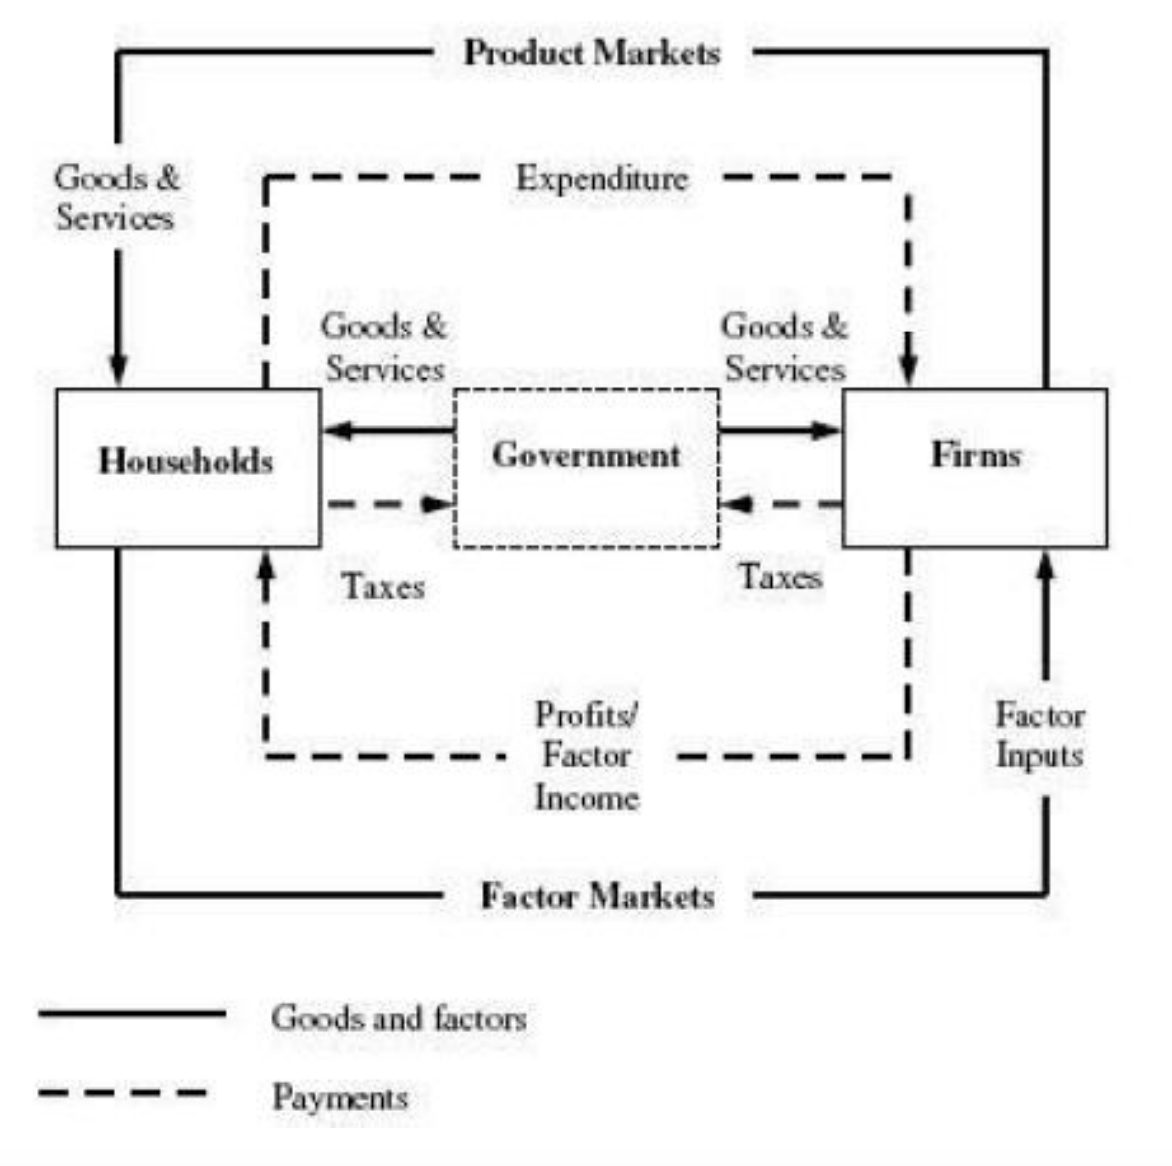 Product Markets
Goods &
Services
Expenditure
Goods &
Services
Goods &
Services
Households
Government
Firms
Taxes
Taxes
Profits/
Factor
Income
Factor
Inputs
Factor Markets
Goods and factors
Payments